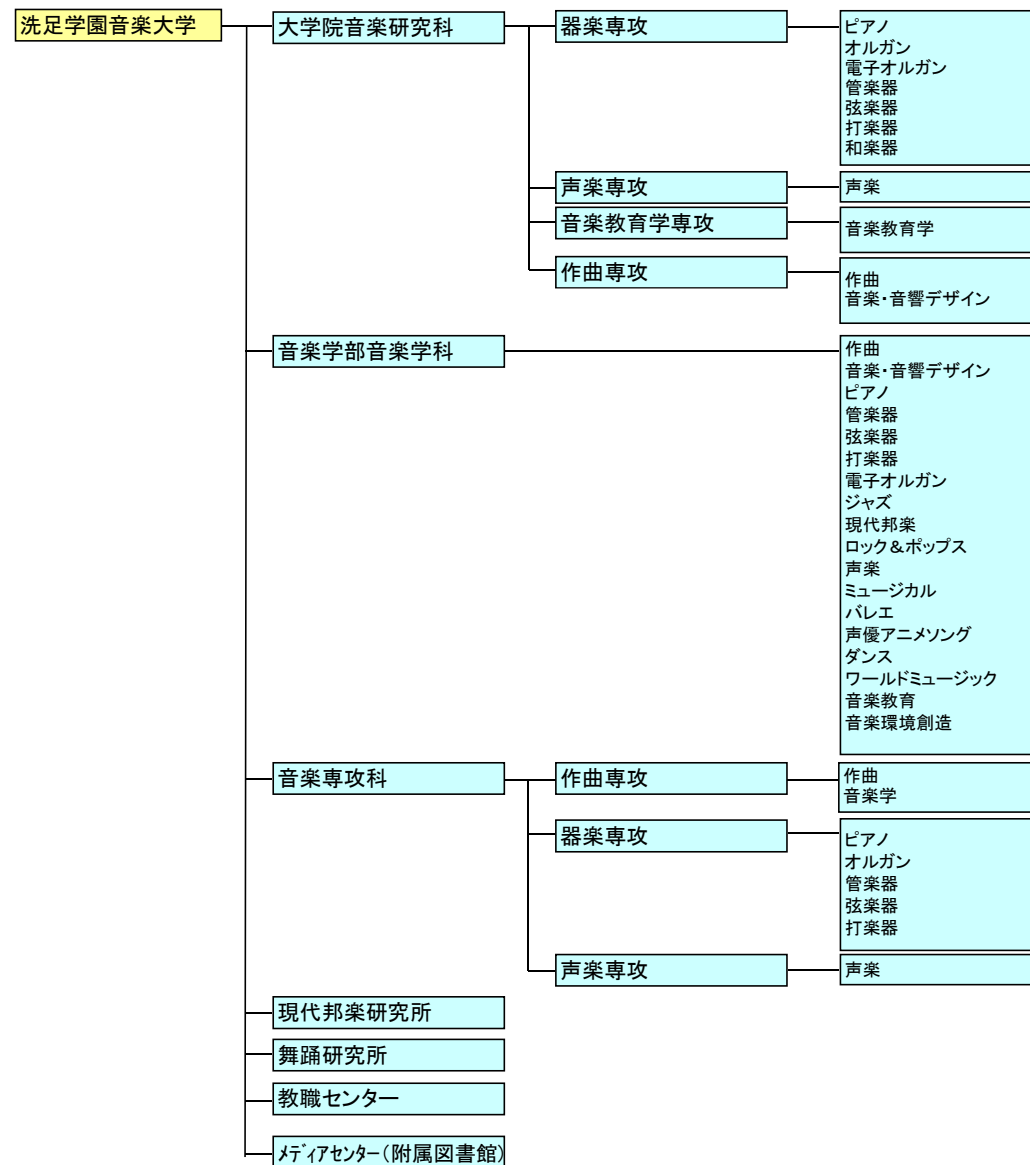 洗足学園音楽大学
大学院音楽研究科
器楽専攻
ピアノ
オルガン
電子オルガン
管楽器
弦楽器
打楽器
和楽器
声楽専攻
声楽
音楽教育学専攻
音楽教育学
作曲専攻
作曲
音楽・音響デザイン
音楽学部音楽学科
作曲
音楽・音響デザイン
ピアノ
管楽器
弦楽器
打楽器
電子オルガン
ジャズ
現代邦楽
ロック＆ポップス
声楽
ミュージカル
バレエ
声優アニメソング
ダンス
ワールドミュージック
音楽教育
音楽環境創造
音楽専攻科
作曲専攻
作曲
音楽学
器楽専攻
ピアノ
オルガン
管楽器
弦楽器
打楽器
声楽専攻
声楽
現代邦楽研究所
舞踊研究所
教職センター
ﾒﾃﾞｨｱｾﾝﾀｰ(附属図書館)